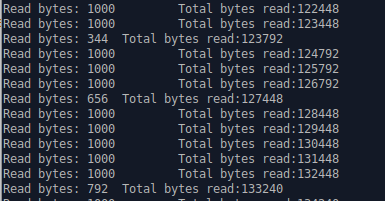 Read bytes: 1000 Total bytes read:122448
Read bytes: 1000 Total bytes read:123448
Read bytes: 344 Total bytes read:123792
Read bytes: 1000 Total bytes read:124792
Read bytes: 1000 Total bytes read:125792
Read bytes: 1000 Total bytes read:126792
Read bytes: 656 Total bytes read:127448
Read bytes: 1000 Total bytes read:128448
Read bytes: 1000 Total bytes read:129448
Read bytes: 1000 Total bytes read:130448
Read bytes: 1000 Total bytes read:131448
Read bytes: 1000 Total bytes read:132448
Read bytes: 792 Total bytes read:133240